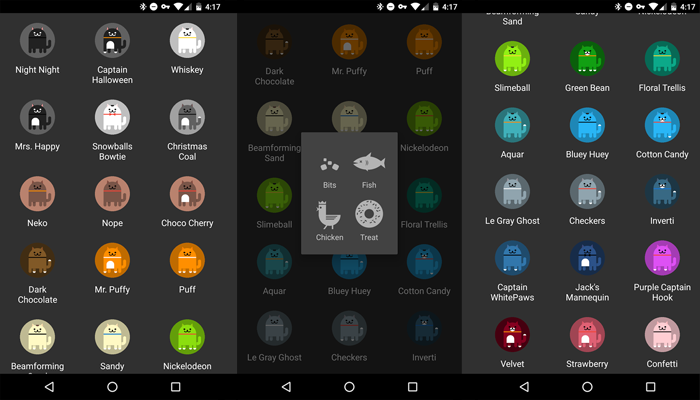 4:17
Night Night
Captain
Halloween
Whiskey
Mrs. Happy
Snowballs
Bowtie
Christmas
Coal
Neko
Nope
Choco Cherry
Dark
Chocolate
Mr. Puffy
Puff
Beamforming
Sandy
Nickelodeon
4:17
Dark
Chocolate
Mr. Puffy
Puff
Beamforming
Sand
Nickelodeon
Bits
Fish
Chicken
Treat
Slimeball
Floral Trellis
Aquar
Bluey Huey
Cotton Candy
Le Gray Ghost
Checkers
Inverti
4:17
Beamforming
Sand
Sandy
Nickelodeon
Slimeball
Green Bean
Floral Trellis
Aquar
Bluey Huey
Cotton Candy
Le Gray Ghost
Checkers
Inverti
Captain
WhitePaws
Jack's
Mannequin
Purple Captain
Hook
Velvet
Strawberry
Confetti